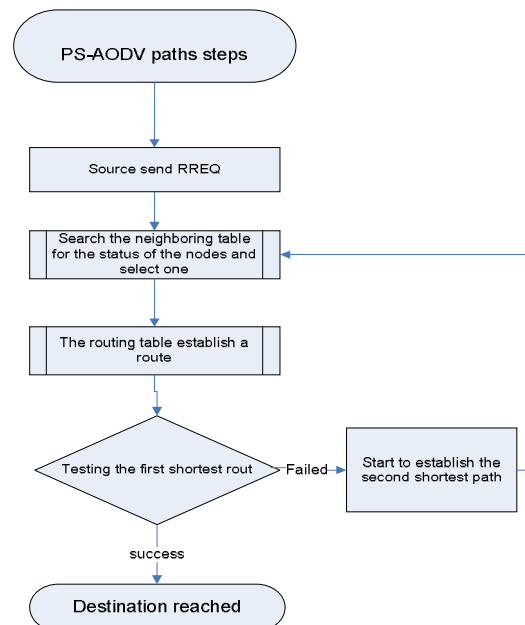 PS-AODV paths steps
Source send RREQ
Search the neighboring table
for the status of the nodes and
select one
The routing table establish a
route
Testing the first shortest rout
Failed
Start to establish the
second shortest path
success
Destination reached